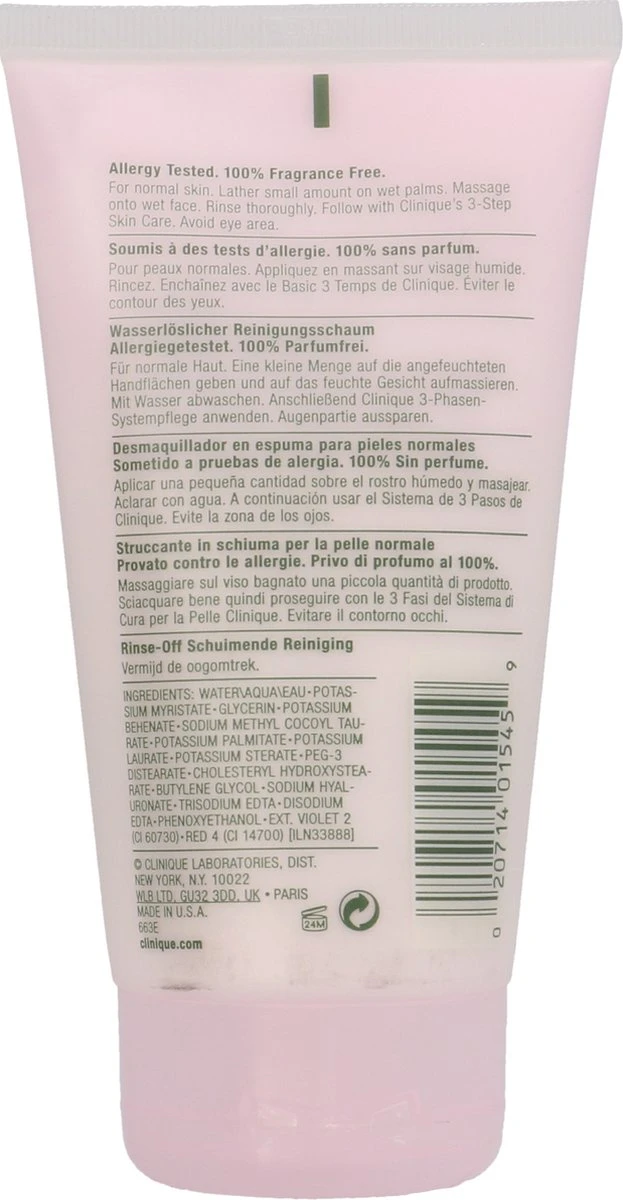 Allergy Tested. 100% Fragrance Free.
For normal skin. Lather small amount on wet palms. Massage
onto wet face. Rinse thoroughly. Follow with Clinique's 3-Step
Skin Care. Avoid eye area.
Soumis à des tests d'allergie. 100% sans parfum.
Pour peaux normales. Appliquez en massant sur visage humide.
Rincez. Enchaînez avec le Basic 3 Temps de Clinique. Éviter le
contour des yeux.
Wasserlöslicher Reinigungsschaum
Allergiegetestet. 100% Parfumfrei.
Für normale Haut. Eine kleine Menge auf die angefeuchteten
Handflächen geben und auf das feuchte Gesicht aufmassieren.
Mit Wasser abwaschen. Anschließend Clinique 3-Phasen-
Systempflege anwenden. Augenpartie aussparen.
Desmaquillador en espuma para pieles normales
Sometido a pruebas de alergia. 100% Sin perfume.
Aplicar una pequeña cantidad sobre el rostro húmedo y masajear.
Aclarar con agua. A continuación usar el Sistema de 3 Pasos de
Clinique. Evite la zona de los ojos.
Struccante in schiuma per la pelle normale
Provato contro le allergie. Privo di profumo al 100%.
Massaggiare sul viso bagnato una piccola quantità di prodotto.
Sciacquare bene quindi proseguire con le 3 Fasi del Sistema di
Cura per la Pelle Clinique. Evitare il contorno occhi.
Rinse-Off Schuimende Reiniging
Vermijd de oogomtrek.
INGREDIENTS: WATER\AQUA\EAU•POTAS-
SIUM MYRISTATE•GLYCERIN•POTASSIUM
BEHENATE•SODIUM METHYL COCOYL TAU-
RATE•POTASSIUM PALMITATE•POTASSIUM
LAURATE•POTASSIUM STERATE•PEG-3
DISTEARATE•CHOLESTERYL HYDROXYSTEA-
RATE•BUTYLENE GLYCOL•SODIUM HYAL-
URONATE•TRISODIUM EDTA•DISODIUM
EDTA•PHENOXYETHANOL•EXT. VIOLET 2
(CI 60730)•RED 4 (CI 14700) [ILN33888]
© CLINIQUE LABORATORIES, DIST.
NEW YORK, N.Y. 10022
WLB LTD. GU32 3DD. UK • PARIS
MADE IN U.S.A.
663E
clinique.com
24M
0 20714 01545 9